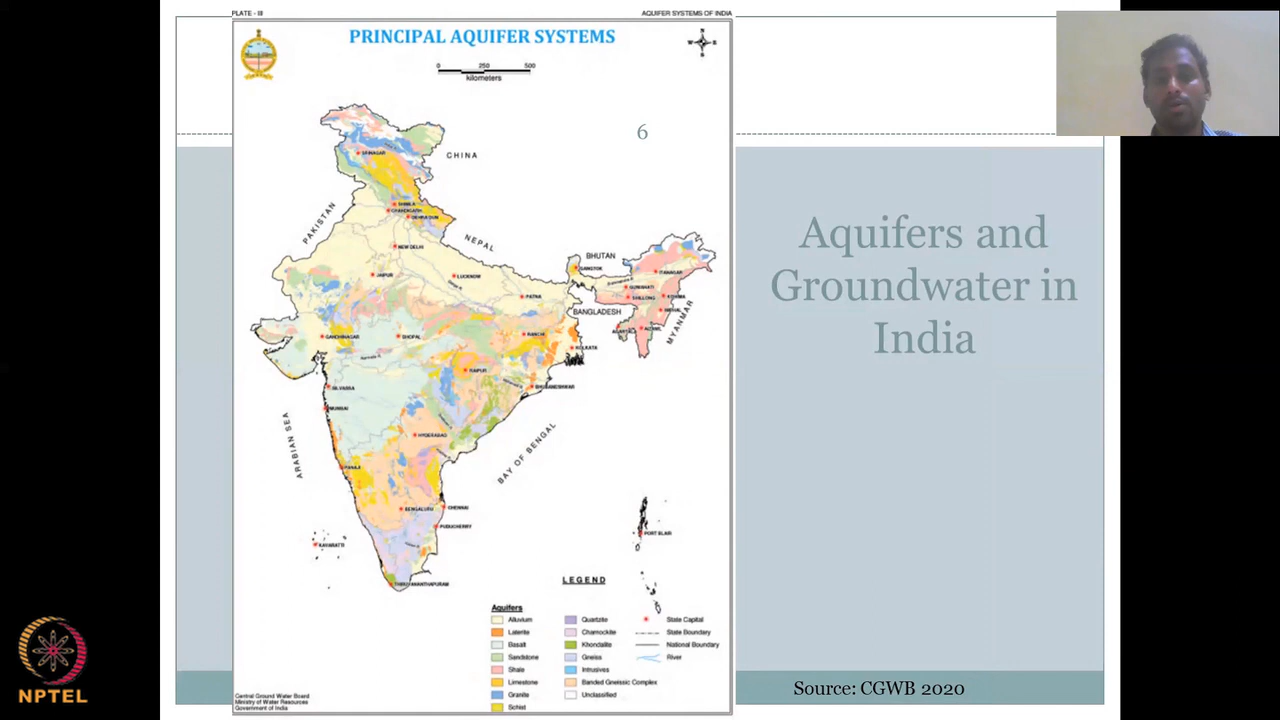 PLATE - III
AQUIFER SYSTEMS OF INDIA
PRINCIPAL AQUIFER SYSTEMS
N
W
E
S
0 250 500
kilometers
6
CHINA
SRINAGAR
SHIMLA
CHANDIGARH
DEHRADUN
PAKISTAN
NEW DELHI
NEPAL
BHUTAN
GANGTOK
ITANAGAR
JAIPUR
LUCKNOW
PATNA
SHILLONG
KOHIMA
BANGLADESH
MYANMAR
GANDHINAGAR
BHOPAL
RANCHI
KOLKATA
RAIPUR
BHUBANESHWAR
SILVASSA
MUMBAI
HYDERABAD
ARABIAN SEA
BAY OF BENGAL
PANAJI
BENGALURU
CHENNAI
PUDUCHERRY
KAVARATTI
PORT BLAIR
THIRUVANANTHAPURAM
LEGEND
Aquifers
Alluvium
Laterite
Basalt
Sandstone
Shale
Limestone
Granite
Schist
Quartzite
Charnockite
Khondalite
Gneiss
Intrusives
Banded Gneissic Complex
Unclassified
State Capital
State Boundary
National Boundary
River
Central Ground Water Board
Ministry of Water Resources
Government of India
Aquifers and
Groundwater in
India
Source: CGWB 2020
NPTEL